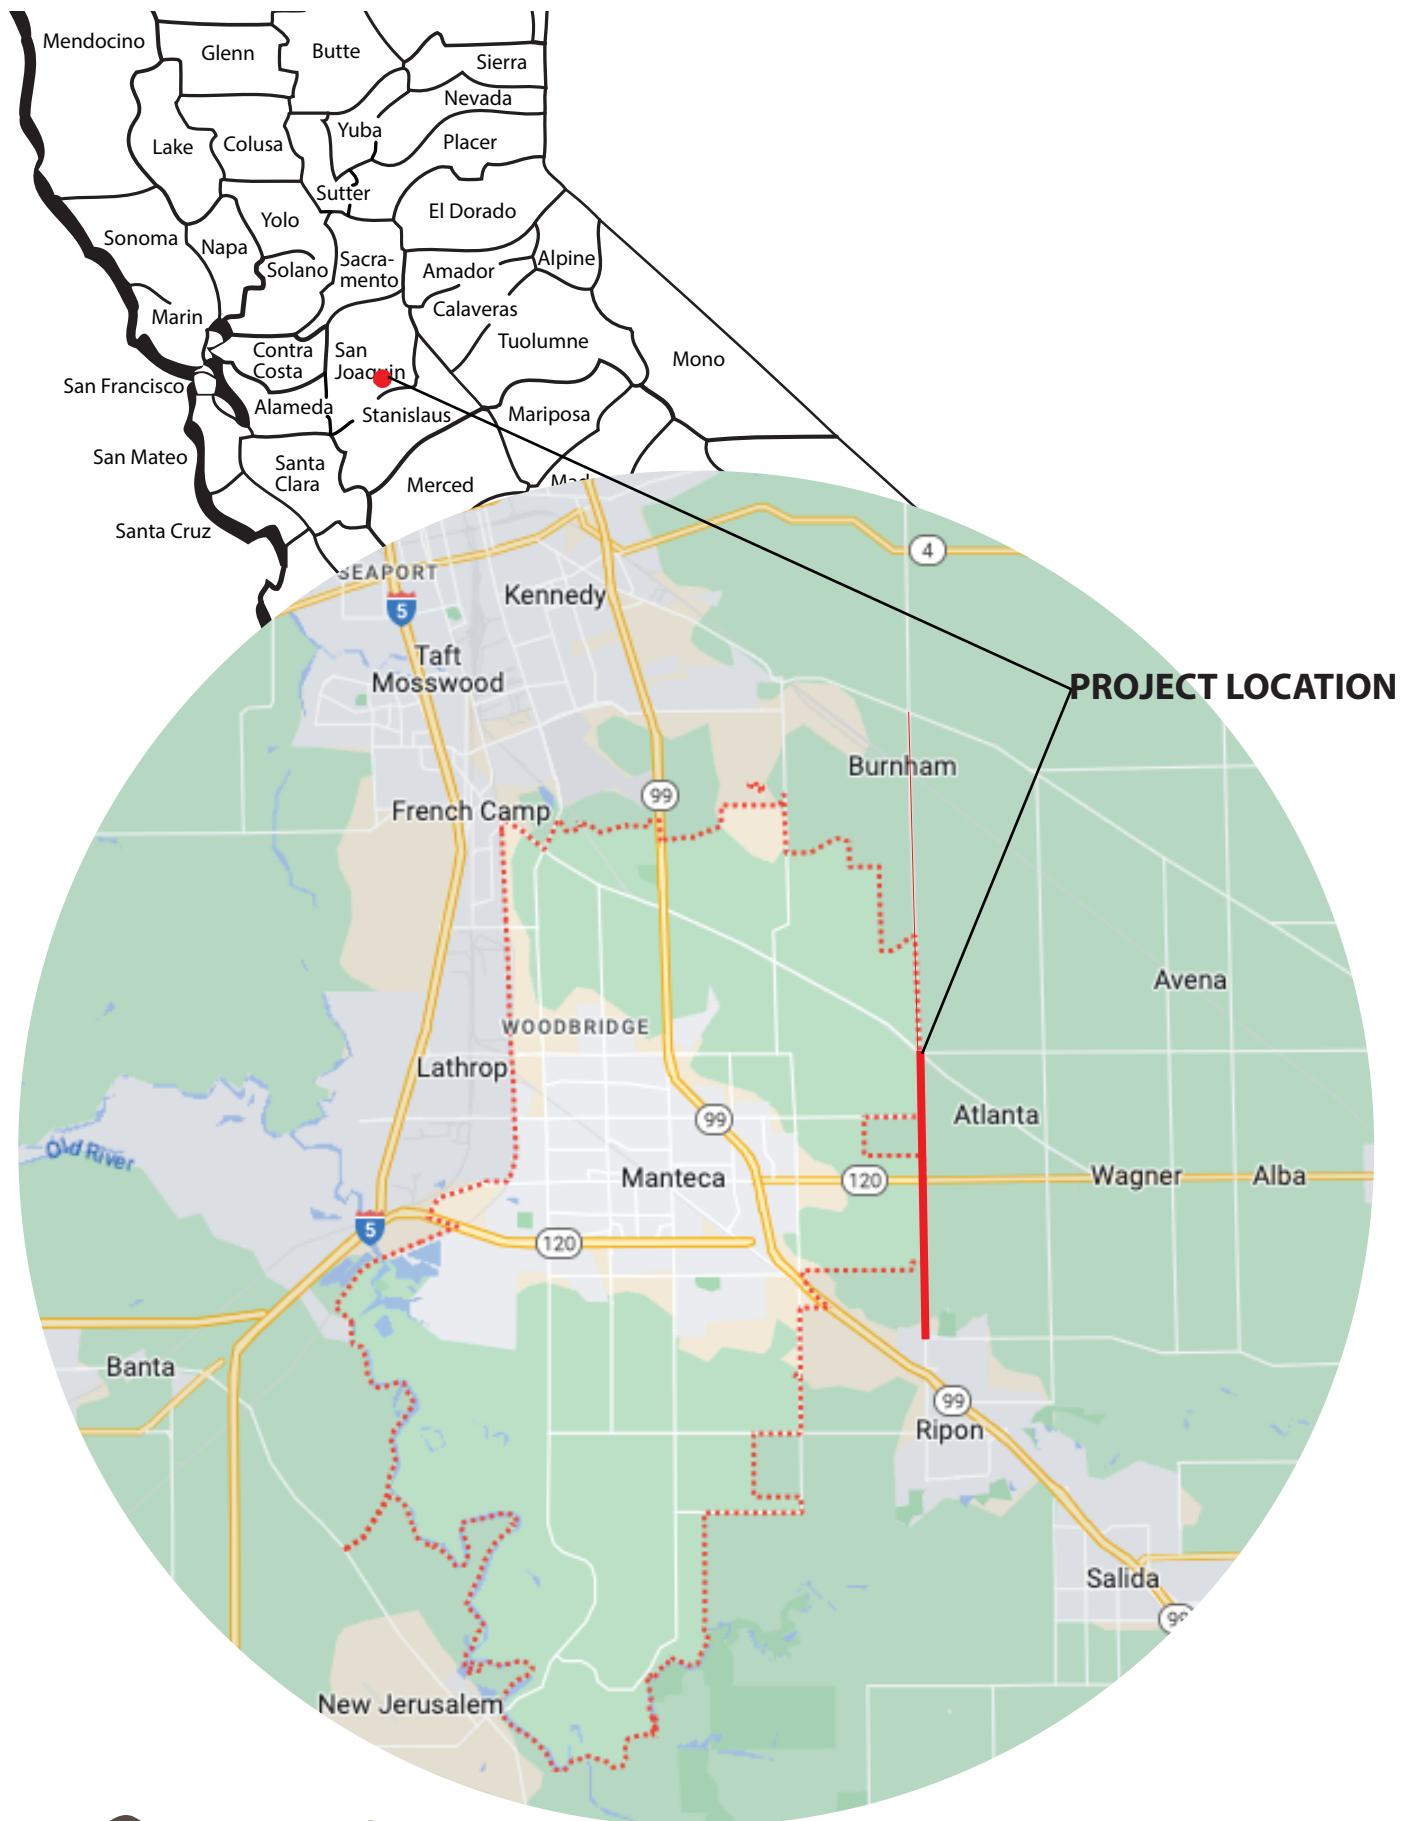 Mendocino
Glenn
Butte
Sierra
Nevada
Yuba
Placer
Lake
Colusa
Sutter
El Dorado
Yolo
Sonoma
Napa
Solano
Sacra-
mento
Amador
Alpine
Marin
Calaveras
Contra
Costa
San
Joaquin
Tuolumne
Mono
San Francisco
Alameda
Stanislaus
Mariposa
San Mateo
Santa
Clara
Merced
Mad
Santa Cruz
4
SEAPORT
5
Kennedy
Taft
Mosswood
PROJECT LOCATION
Burnham
99
French Camp
Avena
WOODBRIDGE
Lathrop
99
Atlanta
Old River
Manteca
120
Wagner
Alba
5
120
Banta
99
Ripon
Salida
99
New Jerusalem